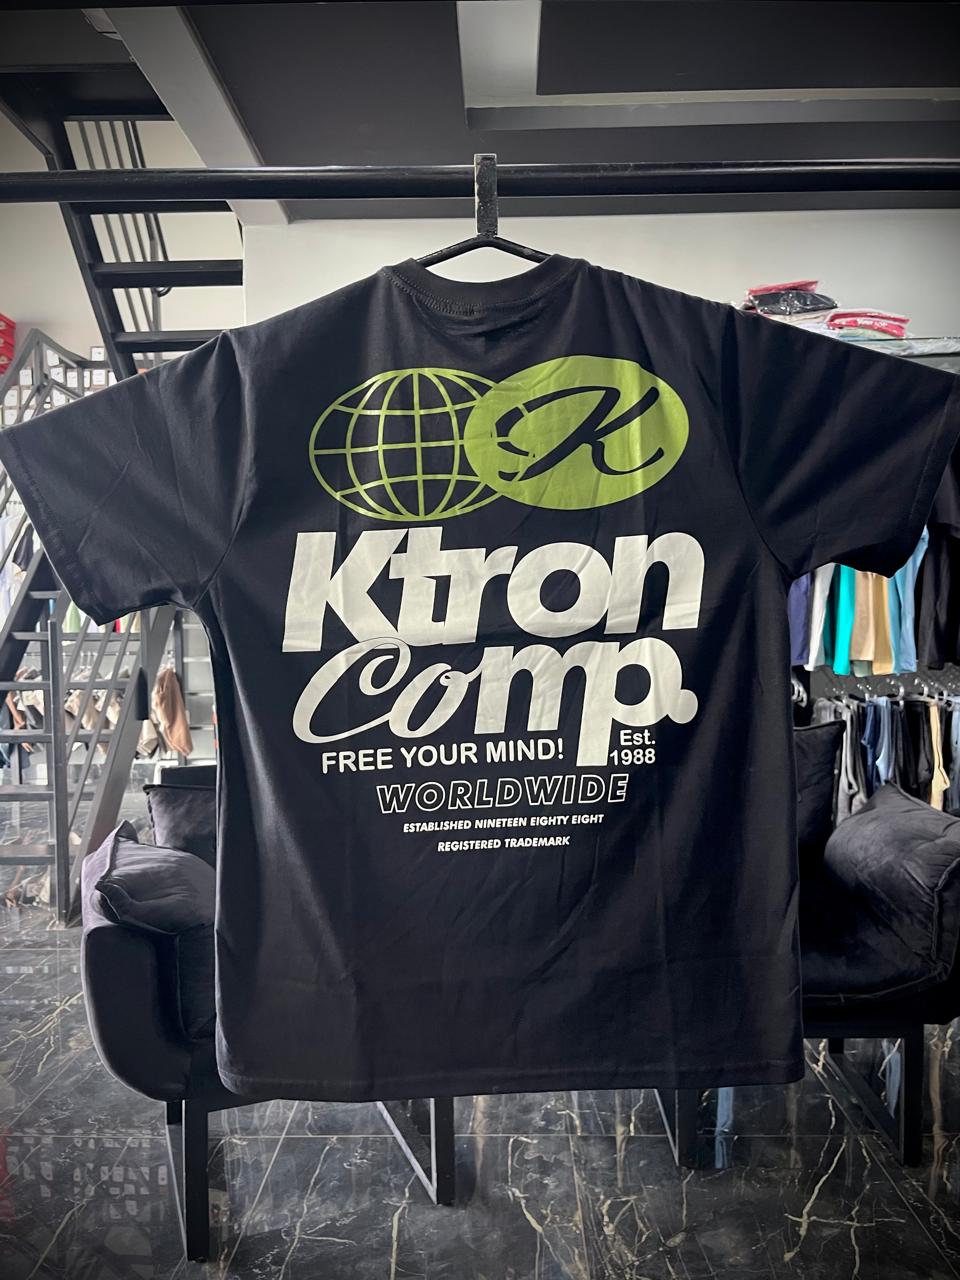 K
Ktron
Comp.
FREE YOUR MIND!
Est.
1988
WORLDWIDE
ESTABLISHED NINETEEN EIGHTY EIGHT
REGISTERED TRADEMARK